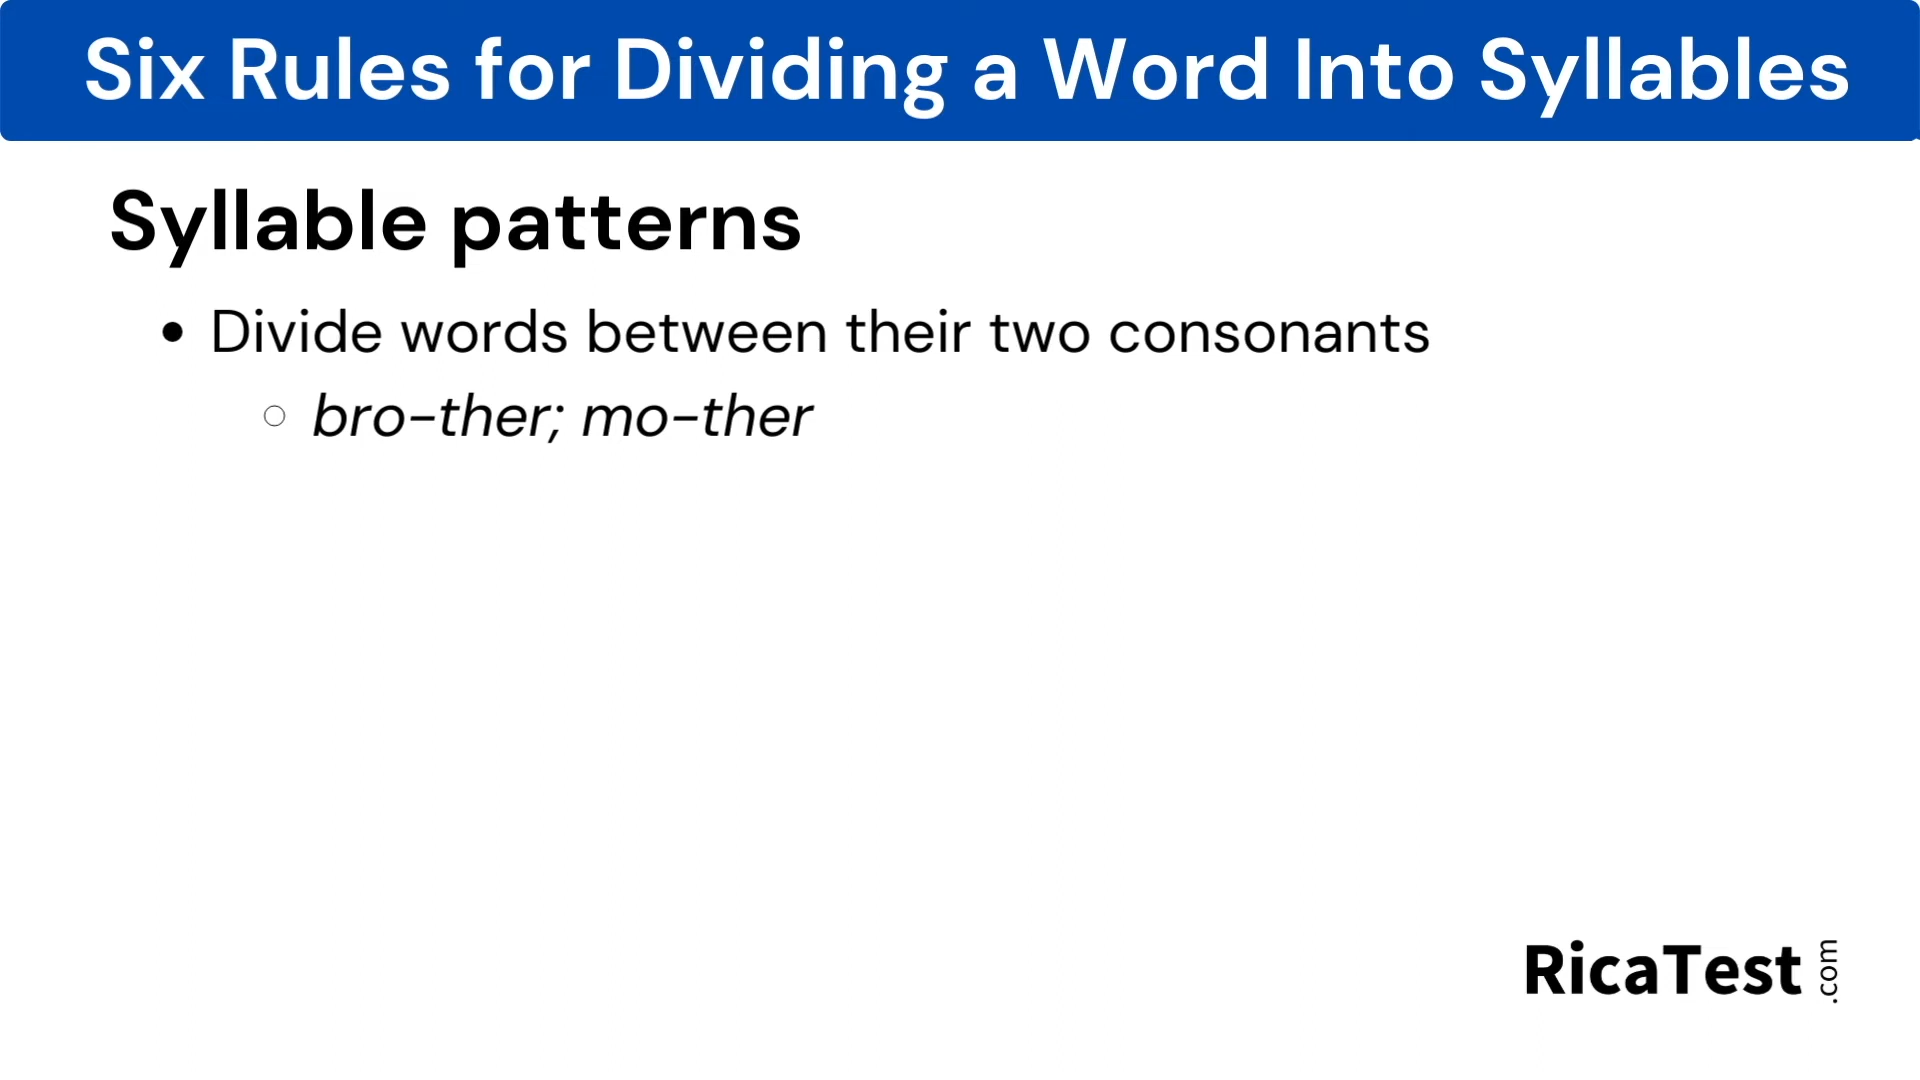 Six Rules for Dividing a Word Into Syllables
Syllable patterns
• Divide words between their two consonants
○ bro-ther; mo-ther
RicaTest.com